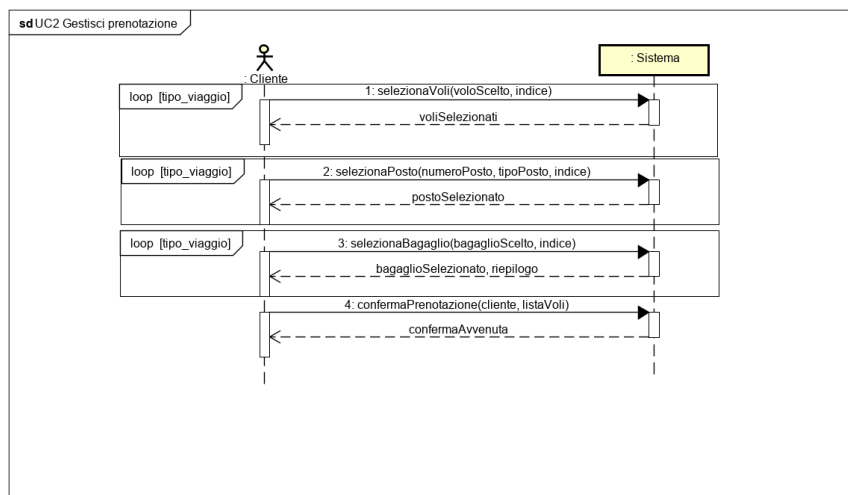 sd UC2 Gestisci prenotazione
: Cliente
: Sistema
loop [tipo_viaggio]
1: selezionaVoli(voloScelto, indice)
voliSelezionati
loop [tipo_viaggio]
2: selezionaPosto(numeroPosto, tipoPosto, indice)
postoSelezionato
loop [tipo_viaggio]
3: selezionaBagaglio(bagaglioScelto, indice)
bagaglioSelezionato, riepilogo
4: confermaPrenotazione(cliente, listaVoli)
confermaAvvenuta